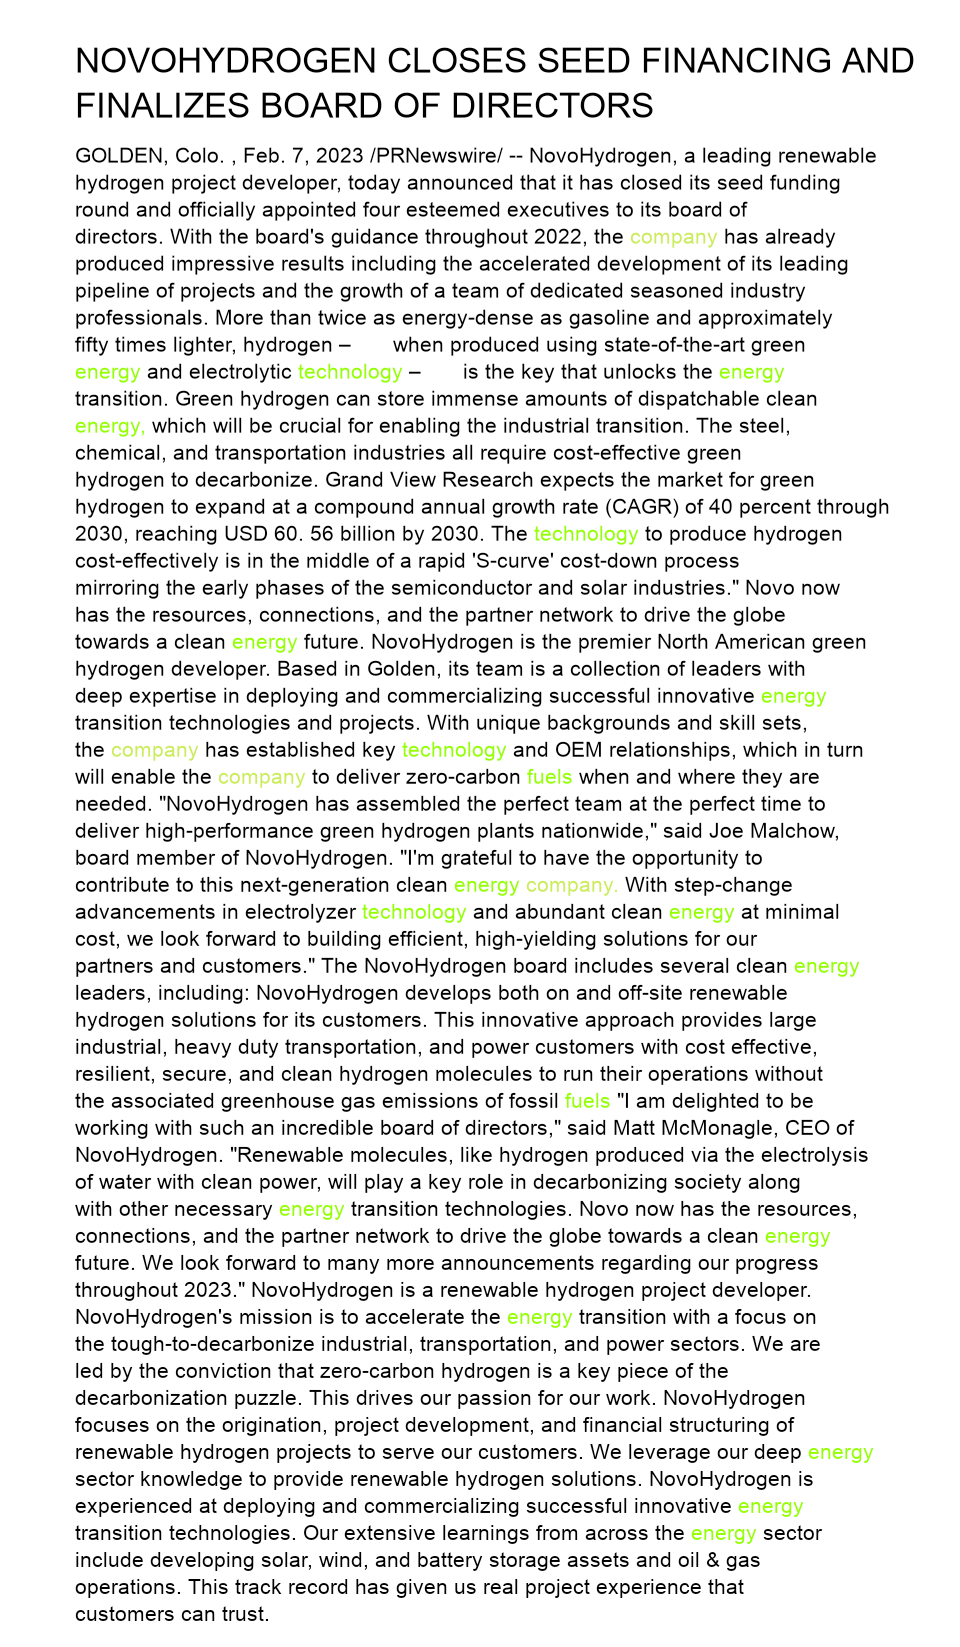 NOVOHYDROGEN CLOSES SEED FINANCING AND
FINALIZES BOARD OF DIRECTORS
GOLDEN, Colo. , Feb. 7, 2023 /PRNewswire/ -- NovoHydrogen, a leading renewable
hydrogen project developer, today announced that it has closed its seed funding
round and officially appointed four esteemed executives to its board of
directors. With the board's guidance throughout 2022, the company has already
produced impressive results including the accelerated development of its leading
pipeline of projects and the growth of a team of dedicated seasoned industry
professionals. More than twice as energy-dense as gasoline and approximately
fifty times lighter, hydrogen – when produced using state-of-the-art green
energy and electrolytic technology – is the key that unlocks the energy
transition. Green hydrogen can store immense amounts of dispatchable clean
energy, which will be crucial for enabling the industrial transition. The steel,
chemical, and transportation industries all require cost-effective green
hydrogen to decarbonize. Grand View Research expects the market for green
hydrogen to expand at a compound annual growth rate (CAGR) of 40 percent through
2030, reaching USD 60. 56 billion by 2030. The technology to produce hydrogen
cost-effectively is in the middle of a rapid 'S-curve' cost-down process
mirroring the early phases of the semiconductor and solar industries." Novo now
has the resources, connections, and the partner network to drive the globe
towards a clean energy future. NovoHydrogen is the premier North American green
hydrogen developer. Based in Golden, its team is a collection of leaders with
deep expertise in deploying and commercializing successful innovative energy
transition technologies and projects. With unique backgrounds and skill sets,
the company has established key technology and OEM relationships, which in turn
will enable the company to deliver zero-carbon fuels when and where they are
needed. "NovoHydrogen has assembled the perfect team at the perfect time to
deliver high-performance green hydrogen plants nationwide," said Joe Malchow,
board member of NovoHydrogen. "I'm grateful to have the opportunity to
contribute to this next-generation clean energy company. With step-change
advancements in electrolyzer technology and abundant clean energy at minimal
cost, we look forward to building efficient, high-yielding solutions for our
partners and customers." The NovoHydrogen board includes several clean energy
leaders, including: NovoHydrogen develops both on and off-site renewable
hydrogen solutions for its customers. This innovative approach provides large
industrial, heavy duty transportation, and power customers with cost effective,
resilient, secure, and clean hydrogen molecules to run their operations without
the associated greenhouse gas emissions of fossil fuels "I am delighted to be
working with such an incredible board of directors," said Matt McMonagle, CEO of
NovoHydrogen. "Renewable molecules, like hydrogen produced via the electrolysis
of water with clean power, will play a key role in decarbonizing society along
with other necessary energy transition technologies. Novo now has the resources,
connections, and the partner network to drive the globe towards a clean energy
future. We look forward to many more announcements regarding our progress
throughout 2023." NovoHydrogen is a renewable hydrogen project developer.
NovoHydrogen's mission is to accelerate the energy transition with a focus on
the tough-to-decarbonize industrial, transportation, and power sectors. We are
led by the conviction that zero-carbon hydrogen is a key piece of the
decarbonization puzzle. This drives our passion for our work. NovoHydrogen
focuses on the origination, project development, and financial structuring of
renewable hydrogen projects to serve our customers. We leverage our deep energy
sector knowledge to provide renewable hydrogen solutions. NovoHydrogen is
experienced at deploying and commercializing successful innovative energy
transition technologies. Our extensive learnings from across the energy sector
include developing solar, wind, and battery storage assets and oil & gas
operations. This track record has given us real project experience that
customers can trust.